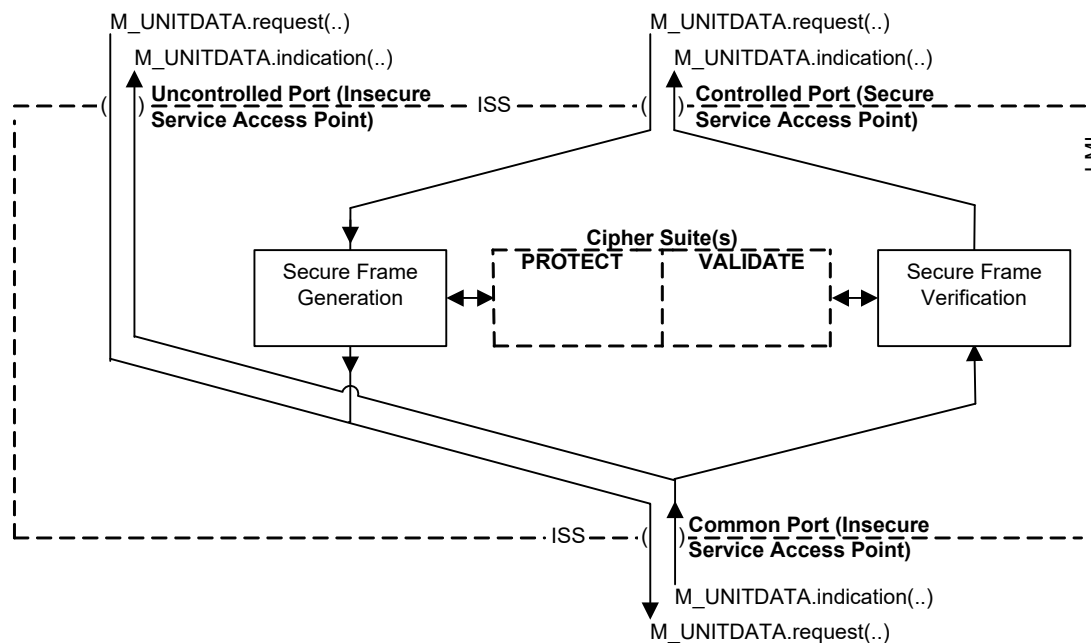 M_UNITDATA.request(..)
M_UNITDATA.request(..)
M_UNITDATA.indication(..)
M_UNITDATA.indication(..)
( ) Uncontrolled Port (Insecure
Service Access Point)
ISS
( ) Controlled Port (Secure
Service Access Point)
Cipher Suite(s)
PROTECT
VALIDATE
Secure Frame
Generation
Secure Frame
Verification
ISS
( ) Common Port (Insecure
Service Access Point)
M_UNITDATA.indication(..)
M_UNITDATA.request(..)